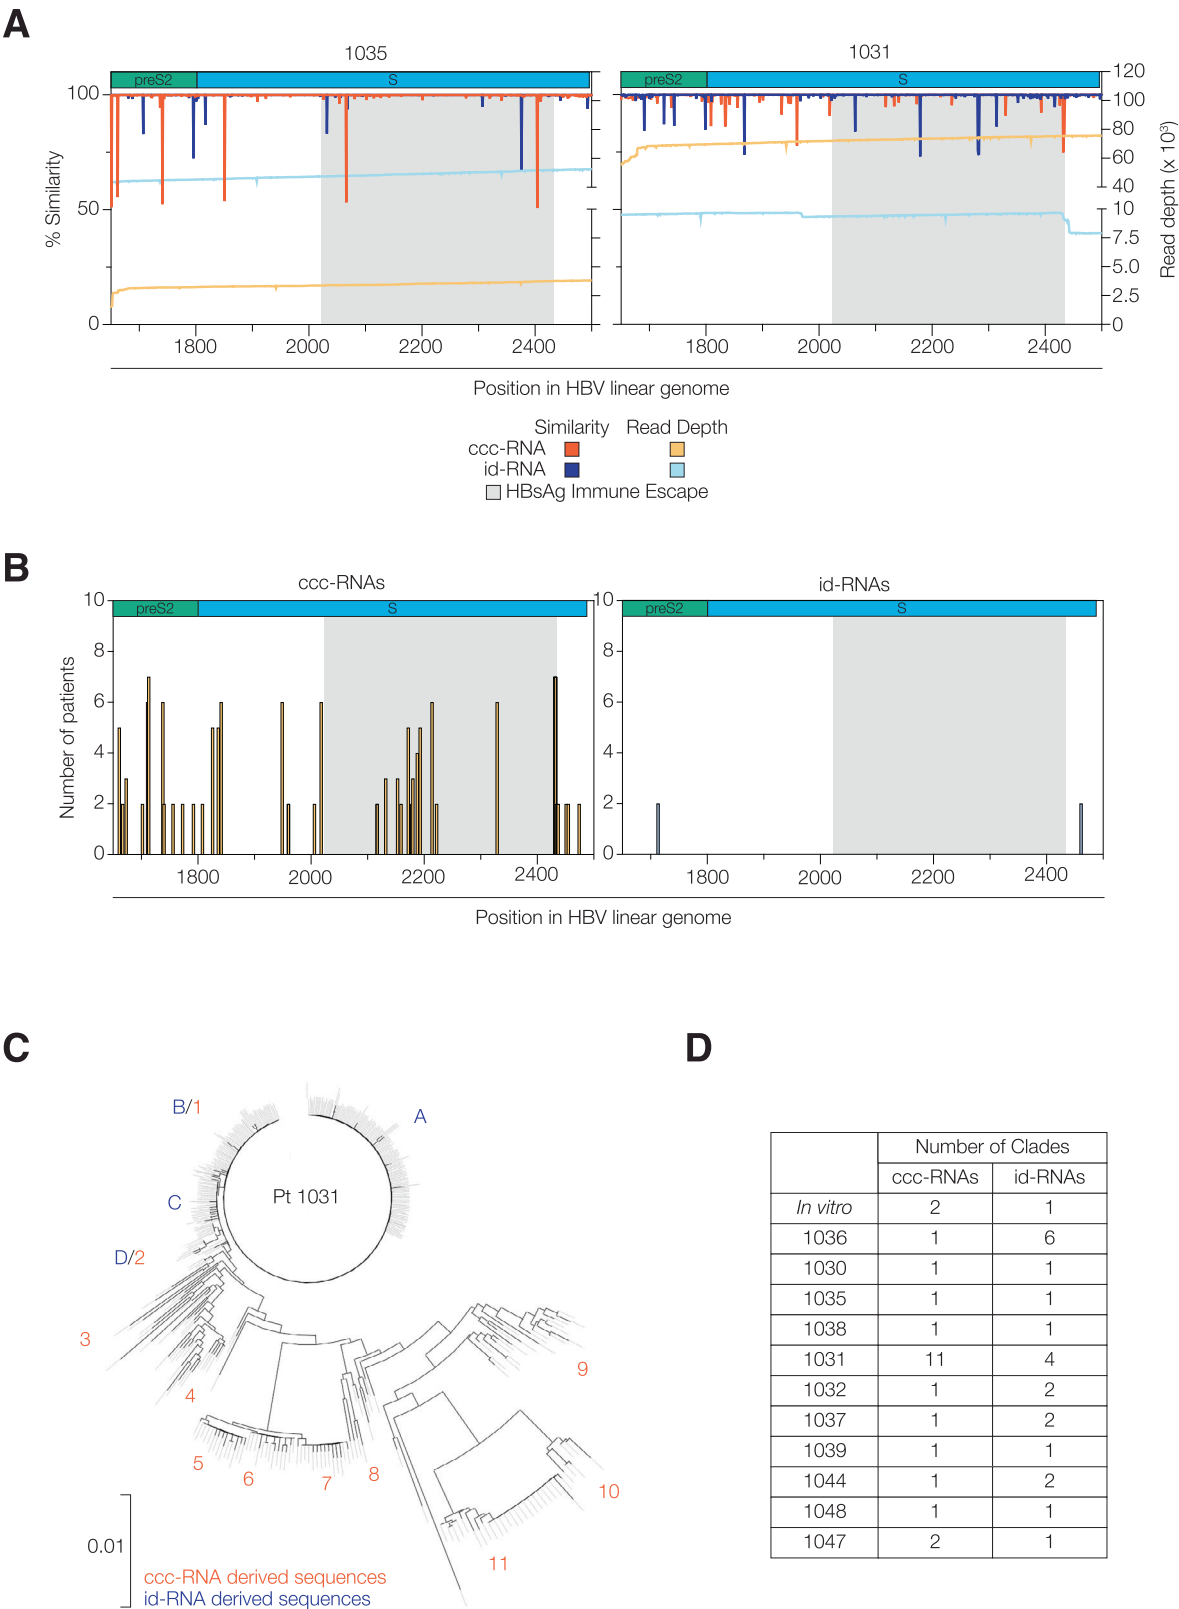 A
1035
1031
preS2
S
preS2
S
100
50
0
% Similarity
120
100
80
60
40
10
7.5
5.0
2.5
0
Read depth (x 10³)
1800
2000
2200
2400
1800
2000
2200
2400
Position in HBV linear genome
Similarity Read Depth
ccc-RNA
id-RNA
HBsAg Immune Escape
B
ccc-RNAs
id-RNAs
preS2
S
preS2
S
10
8
6
4
2
0
Number of patients
10
8
6
4
2
0
1800
2000
2200
2400
1800
2000
2200
2400
Position in HBV linear genome
C
B/1
A
C
Pt 1031
D/2
3
4
5
6
7
8
9
10
11
0.01
ccc-RNA derived sequences
id-RNA derived sequences
D
Number of Clades
ccc-RNAs id-RNAs
In vitro 2 1
1036 1 6
1030 1 1
1035 1 1
1038 1 1
1031 11 4
1032 1 2
1037 1 2
1039 1 1
1044 1 2
1048 1 1
1047 2 1